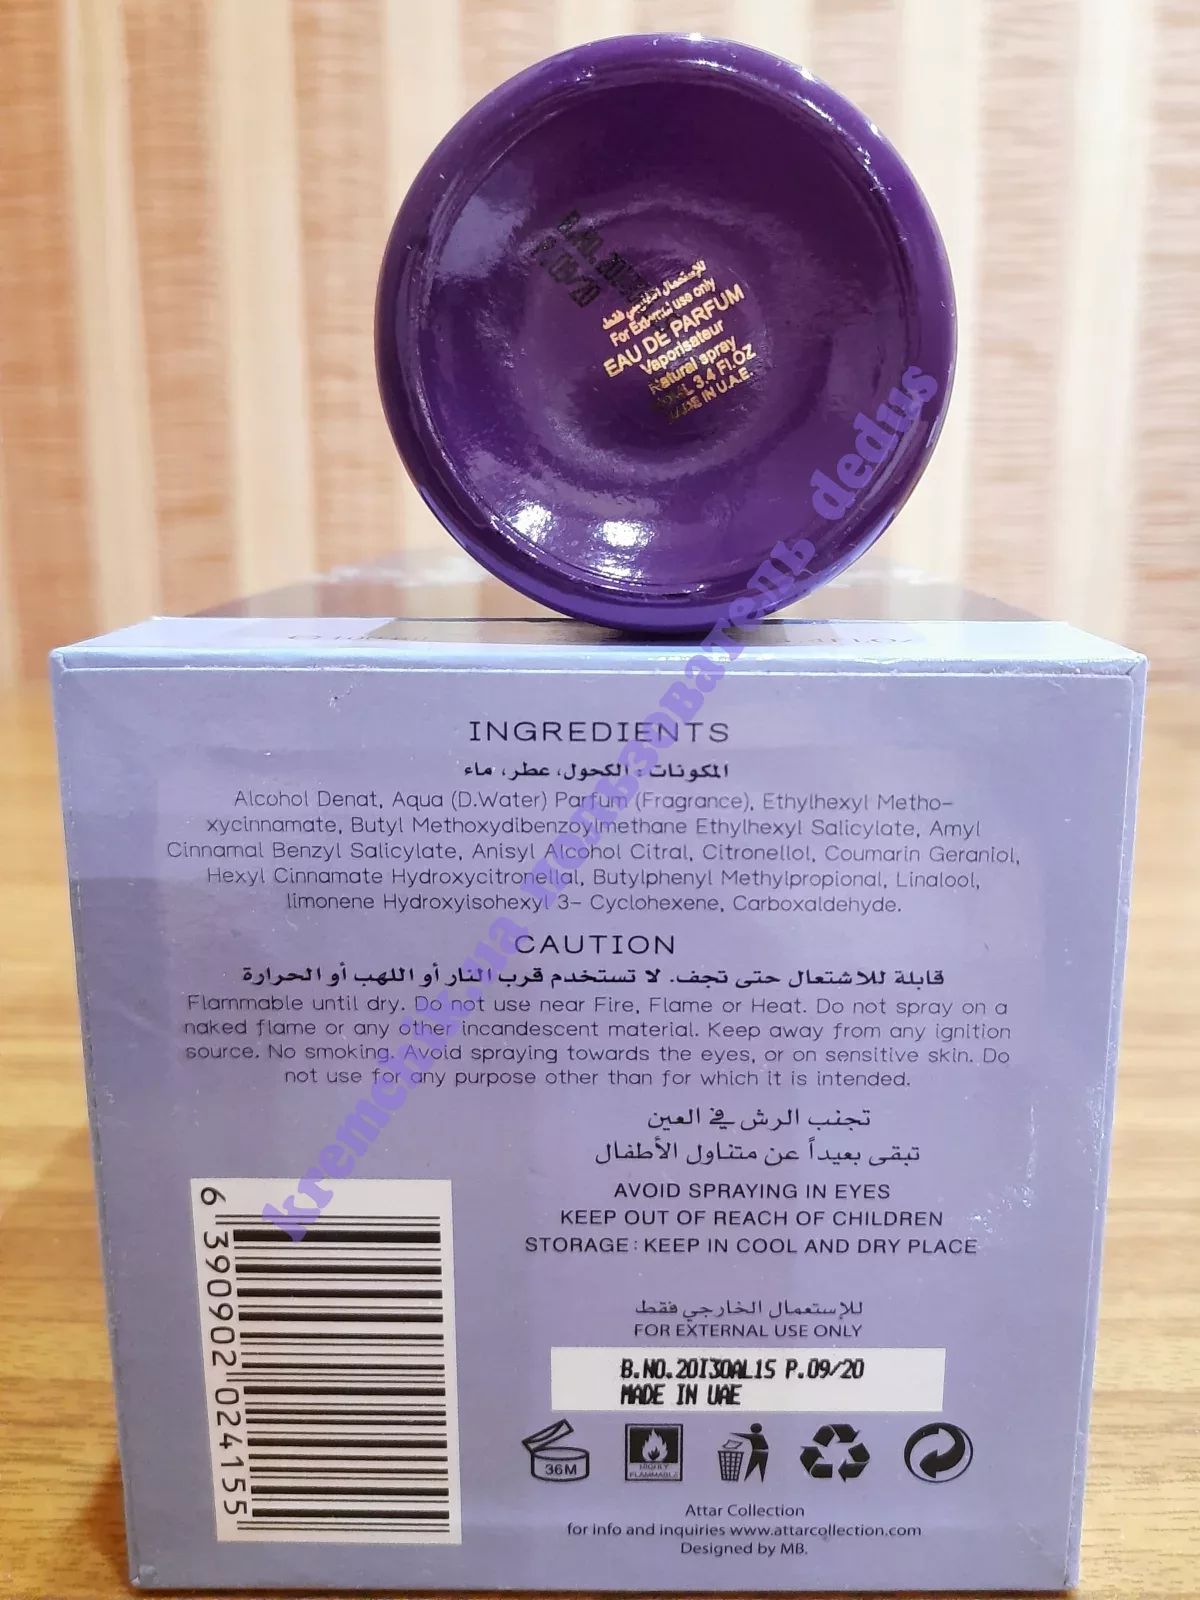 B.NO. 20
P. 09/20
للإستعمال الخارجي فقط
For External use only
EAU DE PARFUM
Vaporisateur
Natural spray
3.4 Fl.OZ
MADE IN U.A.E.
INGREDIENTS
المكونات : الكحول، عطر، ماء
Alcohol Denat, Aqua (D.Water) Parfum (Fragrance), Ethylhexyl Metho-
xycinnamate, Butyl Methoxydibenzoylmethane Ethylhexyl Salicylate, Amyl
Cinnamal Benzyl Salicylate, Anisyl Alcohol Citral, Citronellol, Coumarin Geraniol,
Hexyl Cinnamate Hydroxycitronellal, Butylphenyl Methylpropional, Linalool,
limonene Hydroxyisohexyl 3- Cyclohexene, Carboxaldehyde.
CAUTION
قابلة للاشتعال حتى تجف. لا تستخدم قرب النار أو اللهب أو الحرارة
Flammable until dry. Do not use near Fire, Flame or Heat. Do not spray on a
naked flame or any other incandescent material. Keep away from any ignition
source. No smoking. Avoid spraying towards the eyes, or on sensitive skin. Do
not use for any purpose other than for which it is intended.
تجنب الرش في العين
تبقى بعيداً عن متناول الأطفال
AVOID SPRAYING IN EYES
KEEP OUT OF REACH OF CHILDREN
STORAGE : KEEP IN COOL AND DRY PLACE
للإستعمال الخارجي فقط
FOR EXTERNAL USE ONLY
B.NO.20I30AL15 P.09/20
MADE IN UAE
36M
HIGHLY
FLAMMABLE
Attar Collection
for info and inquiries www.attarcollection.com
Designed by MB.
6 390902 024155
kremchik.ua пользователь dedus